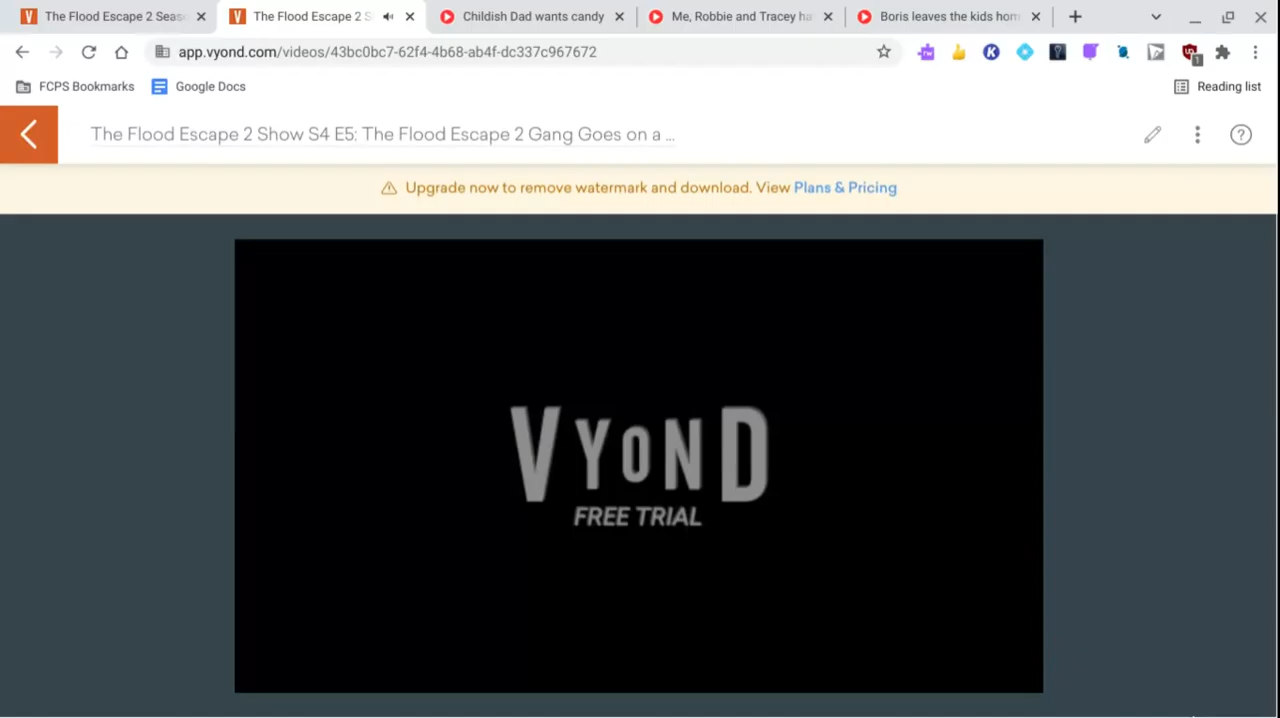 The Flood Escape 2 Seas
The Flood Escape 2 S
Childish Dad wants candy
Me, Robbie and Tracey ha
Boris leaves the kids hom
app.vyond.com/videos/43bc0bc7-62f4-4b68-ab4f-dc337c967672
1
FCPS Bookmarks
Google Docs
Reading list
The Flood Escape 2 Show S4 E5: The Flood Escape 2 Gang Goes on a ...
Upgrade now to remove watermark and download. View Plans & Pricing
VYOND
FREE TRIAL